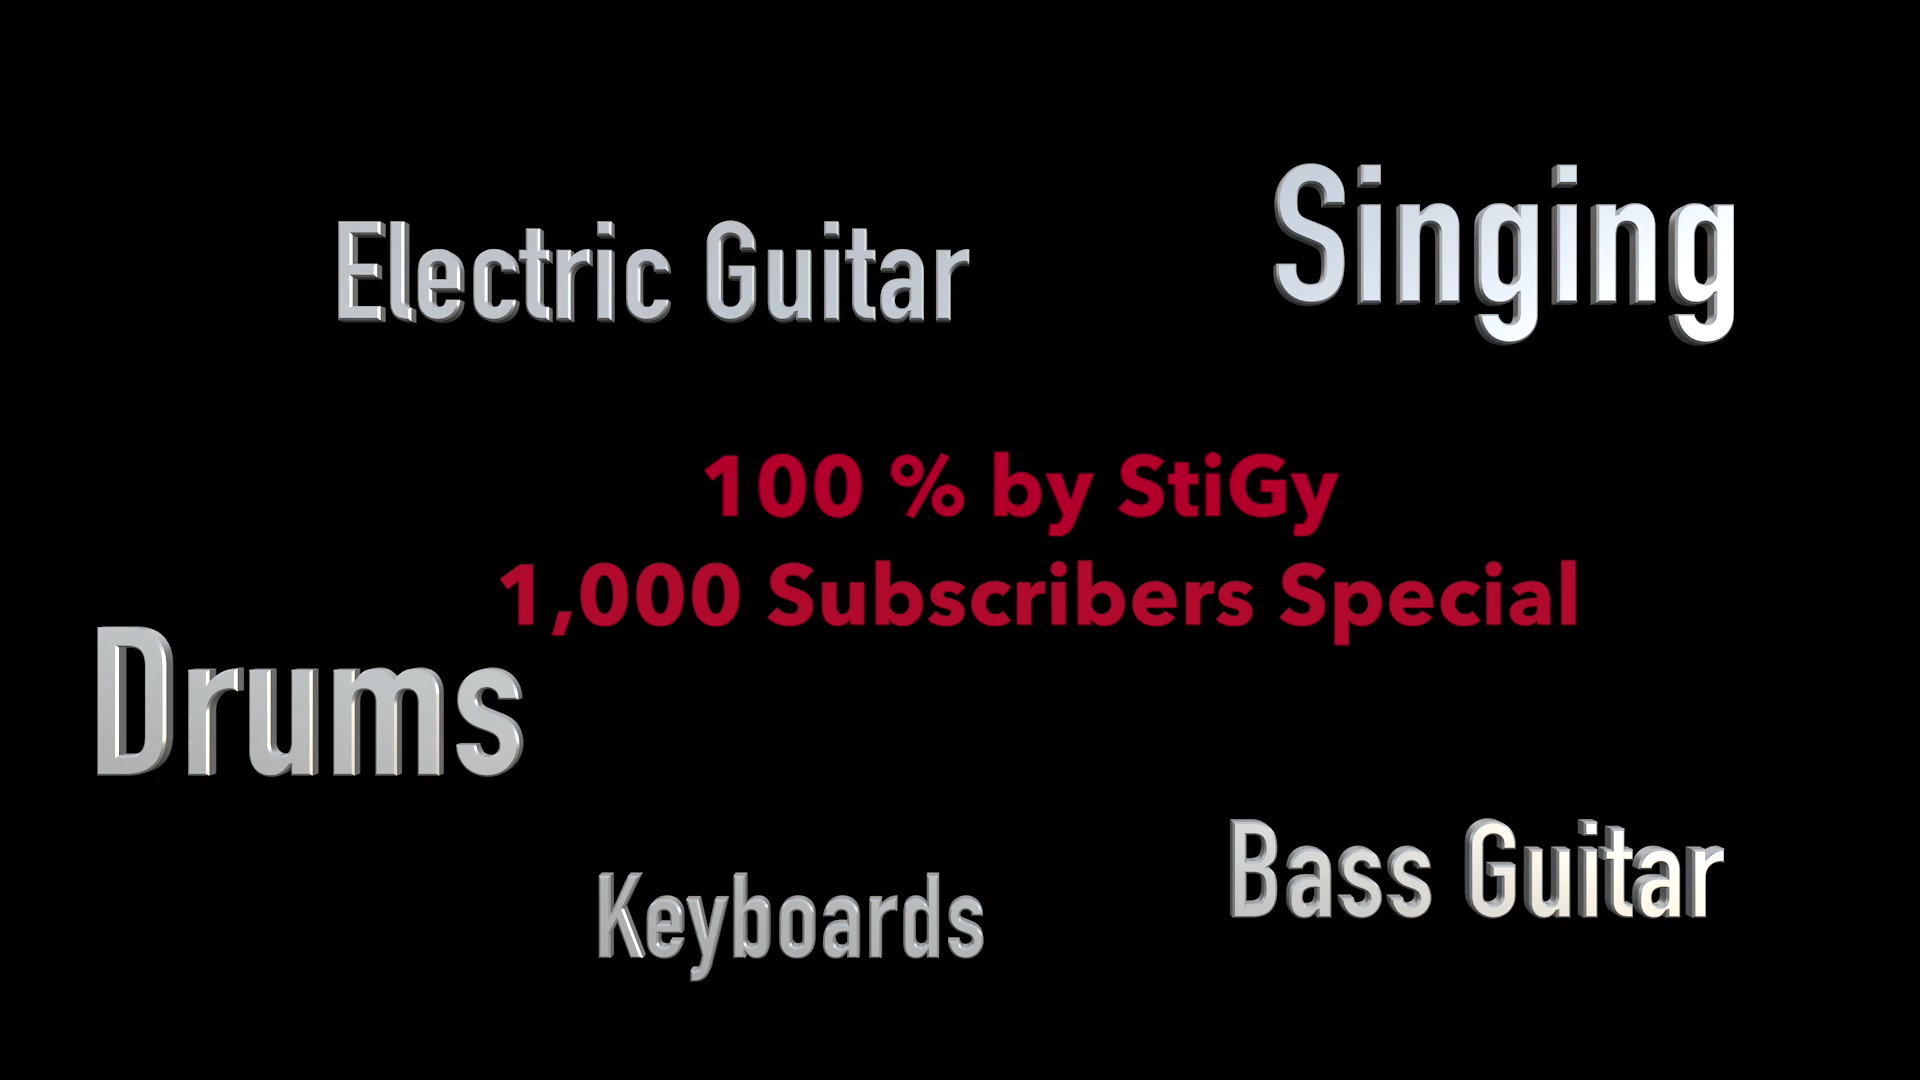 Electric Guitar
Singing
100 % by StiGy
1,000 Subscribers Special
Drums
Keyboards
Bass Guitar